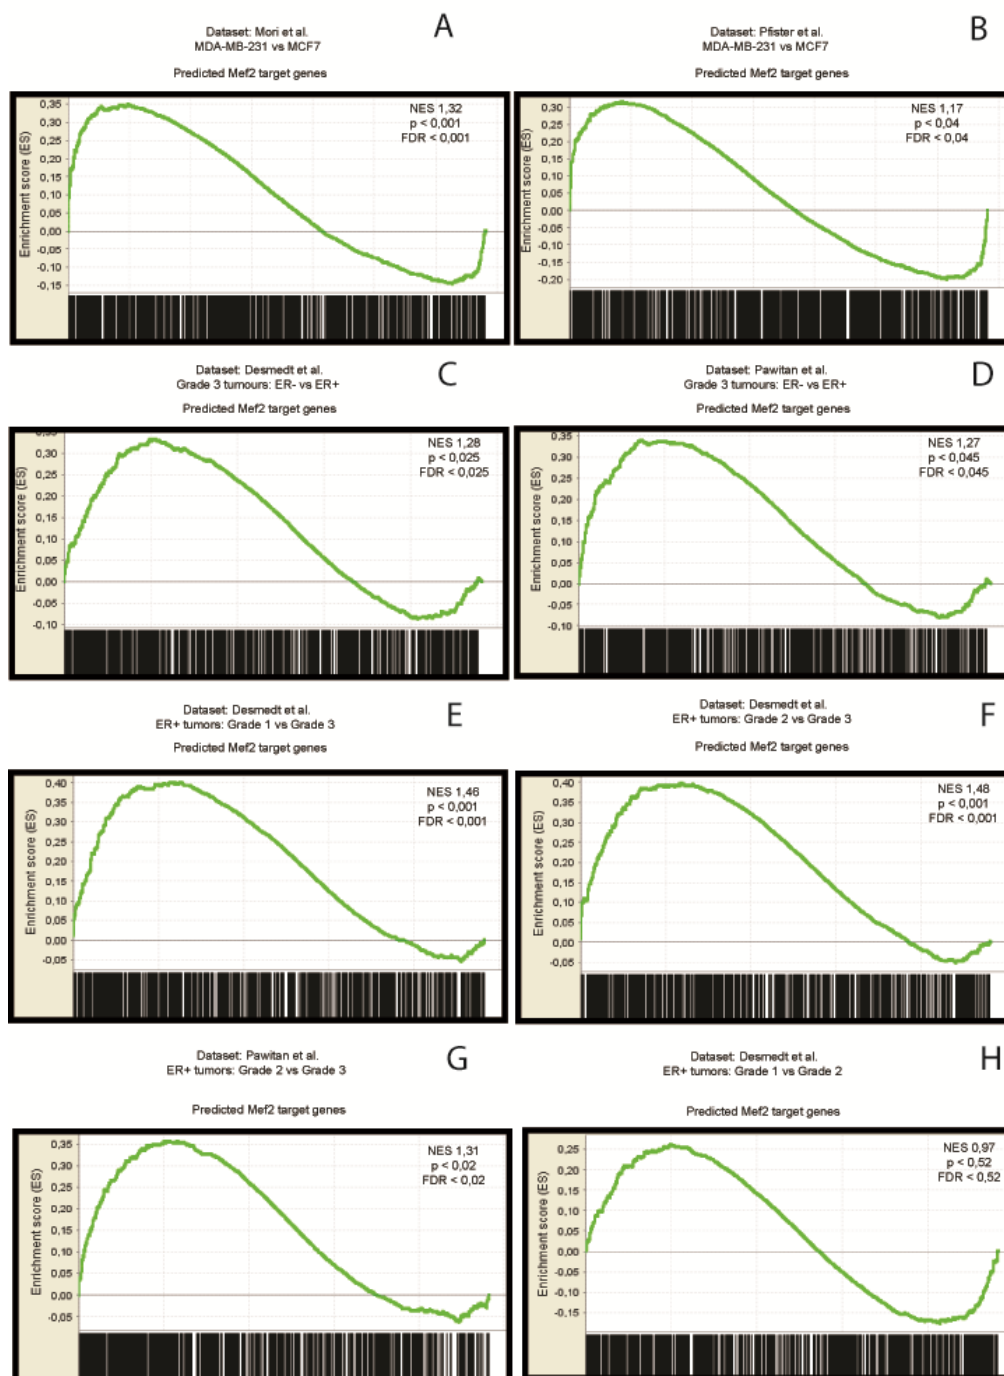 A
Dataset: Mori et al.
MDA-MB-231 vs MCF7
Predicted Mef2 target genes
NES 1,32
p < 0,001
FDR < 0,001
Enrichment score (ES)
0,35
0,30
0,25
0,20
0,15
0,10
0,05
0,00
-0,05
-0,10
-0,15
B
Dataset: Pfister et al.
MDA-MB-231 vs MCF7
Predicted Mef2 target genes
NES 1,17
p < 0,04
FDR < 0,04
Enrichment score (ES)
0,30
0,25
0,20
0,15
0,10
0,05
0,00
-0,05
-0,10
-0,15
-0,20
C
Dataset: Desmedt et al.
Grade 3 tumours: ER- vs ER+
Predicted Mef2 target genes
NES 1,28
p < 0,025
FDR < 0,025
Enrichment score (ES)
0,35
0,30
0,25
0,20
0,15
0,10
0,05
0,00
-0,05
-0,10
D
Dataset: Pawitan et al.
Grade 3 tumours: ER- vs ER+
Predicted Mef2 target genes
NES 1,27
p < 0,045
FDR < 0,045
Enrichment score (ES)
0,35
0,30
0,25
0,20
0,15
0,10
0,05
0,00
-0,05
-0,10
E
Dataset: Desmedt et al.
ER+ tumors: Grade 1 vs Grade 3
Predicted Mef2 target genes
NES 1,46
p < 0,001
FDR < 0,001
Enrichment score (ES)
0,40
0,35
0,30
0,25
0,20
0,15
0,10
0,05
0,00
-0,05
F
Dataset: Desmedt et al.
ER+ tumors: Grade 2 vs Grade 3
Predicted Mef2 target genes
NES 1,48
p < 0,001
FDR < 0,001
Enrichment score (ES)
0,40
0,35
0,30
0,25
0,20
0,15
0,10
0,05
0,00
-0,05
G
Dataset: Pawitan et al.
ER+ tumors: Grade 2 vs Grade 3
Predicted Mef2 target genes
NES 1,31
p < 0,02
FDR < 0,02
Enrichment score (ES)
0,35
0,30
0,25
0,20
0,15
0,10
0,05
0,00
-0,05
H
Dataset: Desmedt et al.
ER+ tumors: Grade 1 vs Grade 2
Predicted Mef2 target genes
NES 0,97
p < 0,52
FDR < 0,52
Enrichment score (ES)
0,25
0,20
0,15
0,10
0,05
0,00
-0,05
-0,10
-0,15